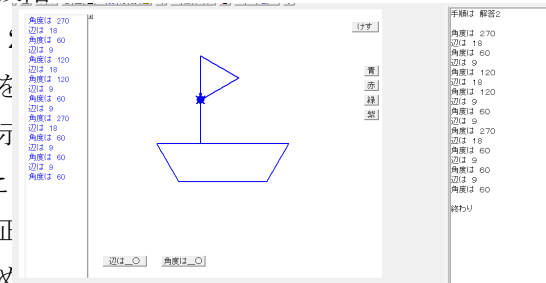 角度は 270
辺は 18
角度は 60
辺は 9
角度は 120
辺は 18
角度は 120
辺は 9
角度は 60
辺は 9
角度は 270
辺は 18
角度は 60
辺は 9
角度は 60
辺は 9
角度は 60
けす
青
赤
緑
紫
辺は__○
角度は__○
手順は 解答2
角度は 270
辺は 18
角度は 60
辺は 9
角度は 120
辺は 18
角度は 120
辺は 9
角度は 60
辺は 9
角度は 270
辺は 18
角度は 60
辺は 9
角度は 60
辺は 9
角度は 60
終わり